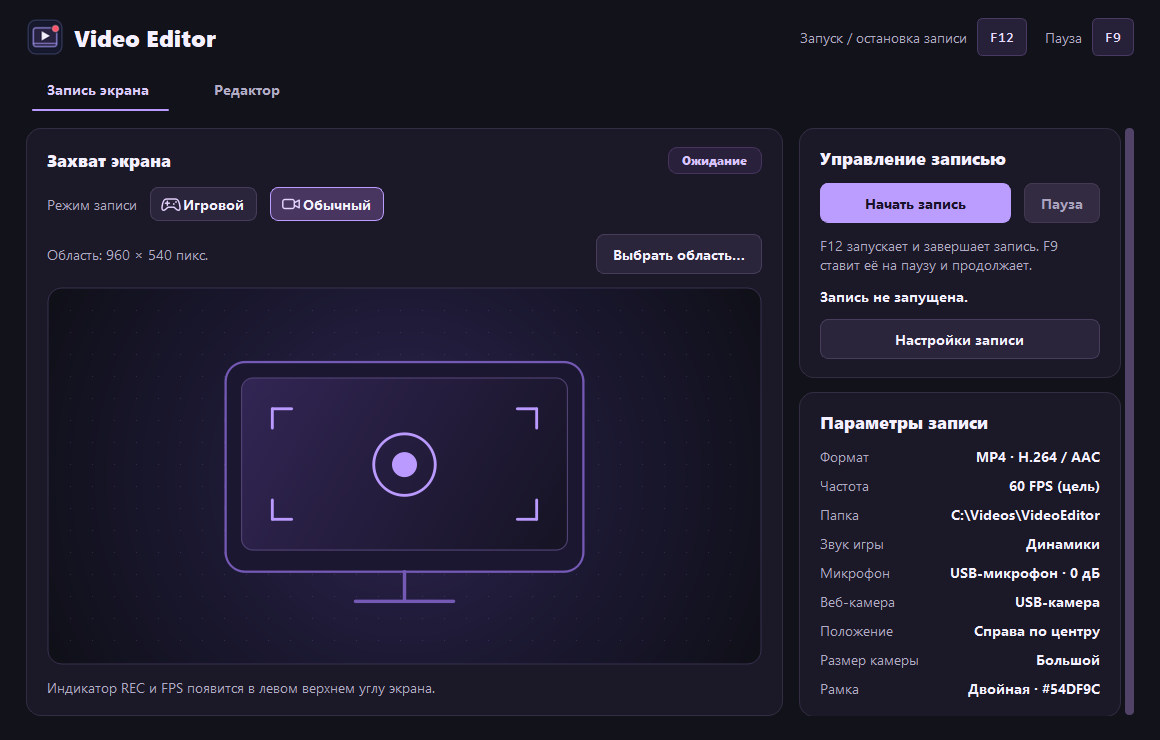 Video Editor
Запуск / остановка записи F12 Пауза F9
Запись экрана Редактор
Захват экрана
Ожидание
Режим записи Игровой Обычный
Область: 960 × 540 пикс.
Выбрать область...
Индикатор REC и FPS появится в левом верхнем углу экрана.
Управление записью
Начать запись Пауза
F12 запускает и завершает запись. F9
ставит её на паузу и продолжает.
Запись не запущена.
Настройки записи
Параметры записи
Формат MP4 · H.264 / AAC
Частота 60 FPS (цель)
Папка C:\Videos\VideoEditor
Звук игры Динамики
Микрофон USB-микрофон · 0 дБ
Веб-камера USB-камера
Положение Справа по центру
Размер камеры Большой
Рамка Двойная · #54DF9C